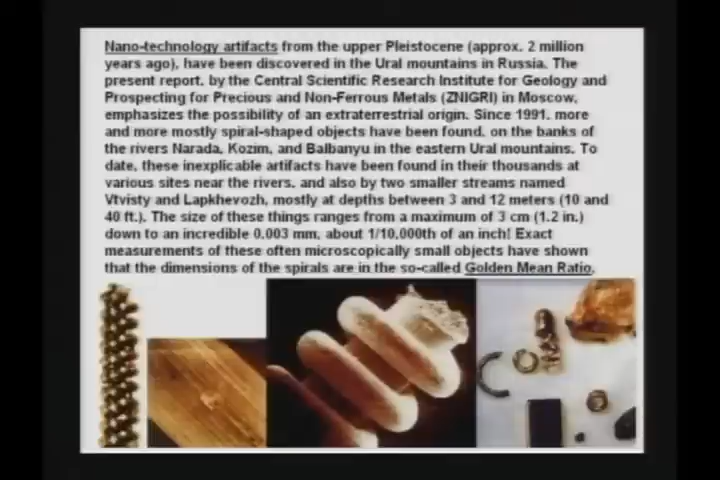 Nano-technology artifacts from the upper Pleistocene (approx. 2 million
years ago), have been discovered in the Ural mountains in Russia. The
present report, by the Central Scientific Research Institute for Geology and
Prospecting for Precious and Non-Ferrous Metals (ZNIGRI) in Moscow,
emphasizes the possibility of an extraterrestrial origin. Since 1991, more
and more mostly spiral-shaped objects have been found, on the banks of
the rivers Narada, Kozim, and Balbanyu in the eastern Ural mountains. To
date, these inexplicable artifacts have been found in their thousands at
various sites near the rivers, and also by two smaller streams named
Vtvisty and Lapkhevozh, mostly at depths between 3 and 12 meters (10 and
40 ft.). The size of these things ranges from a maximum of 3 cm (1.2 in.)
down to an incredible 0.003 mm, about 1/10,000th of an inch! Exact
measurements of these often microscopically small objects have shown
that the dimensions of the spirals are in the so-called Golden Mean Ratio.